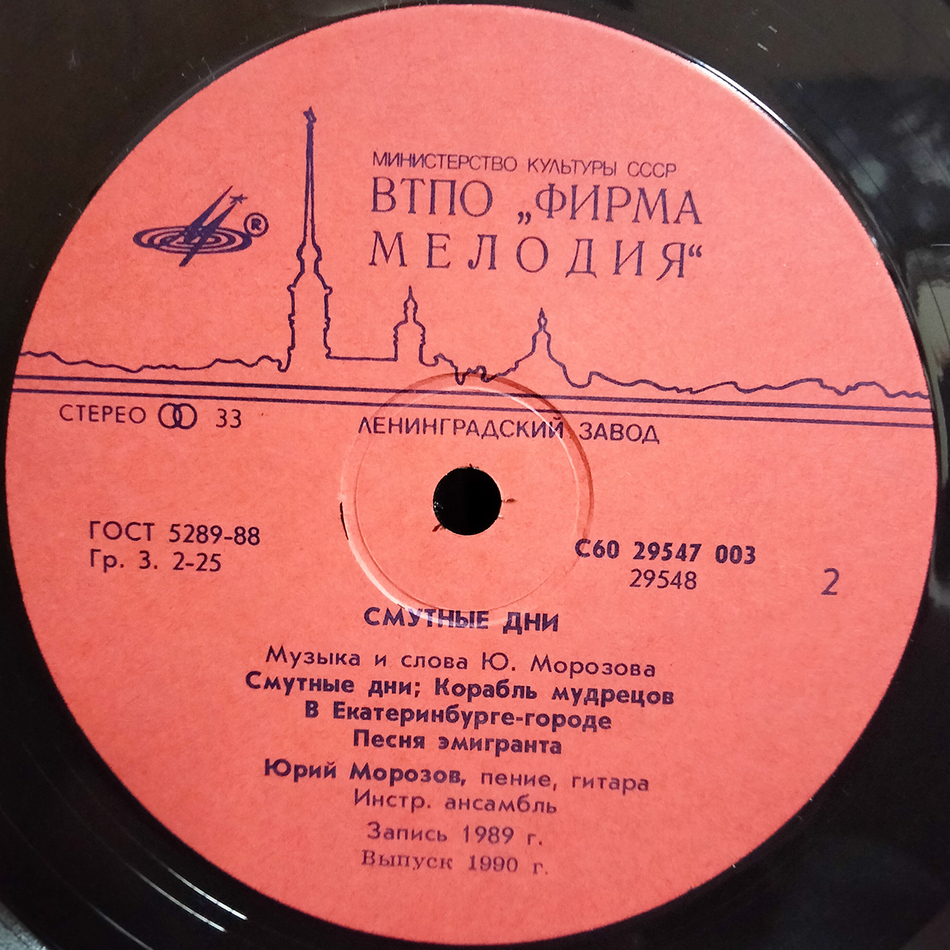 МИНИСТЕРСТВО КУЛЬТУРЫ СССР
ВТПО „ФИРМА
МЕЛОДИЯ“
®
СТЕРЕО 33
ЛЕНИНГРАДСКИЙ ЗАВОД
ГОСТ 5289-88
Гр. 3. 2-25
С60 29547 003
29548
2
СМУТНЫЕ ДНИ
Музыка и слова Ю. Морозова
Смутные дни; Корабль мудрецов
В Екатеринбурге-городе
Песня эмигранта
Юрий Морозов, пение, гитара
Инстр. ансамбль
Запись 1989 г.
Выпуск 1990 г.